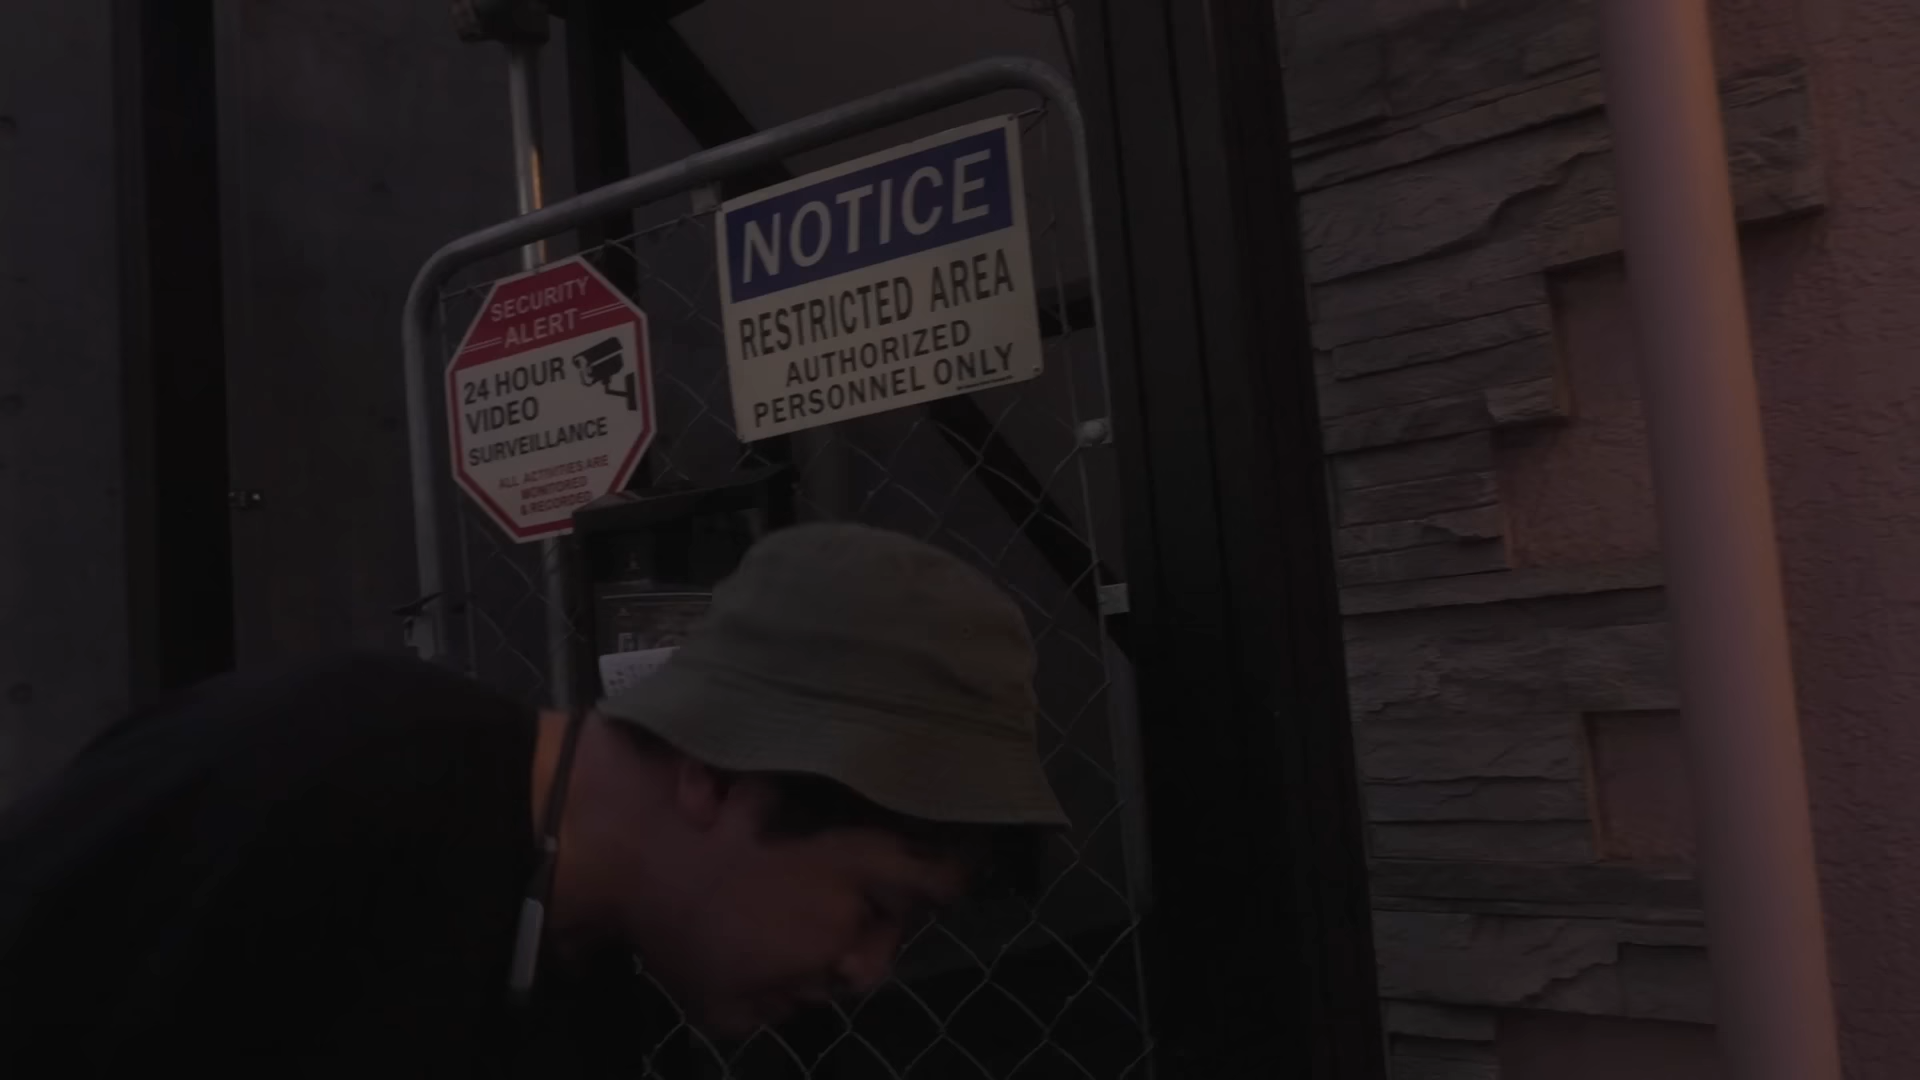 SECURITY
ALERT
24 HOUR
VIDEO
SURVEILLANCE
ALL ACTIVITIES ARE
MONITORED
& RECORDED
NOTICE
RESTRICTED AREA
AUTHORIZED
PERSONNEL ONLY